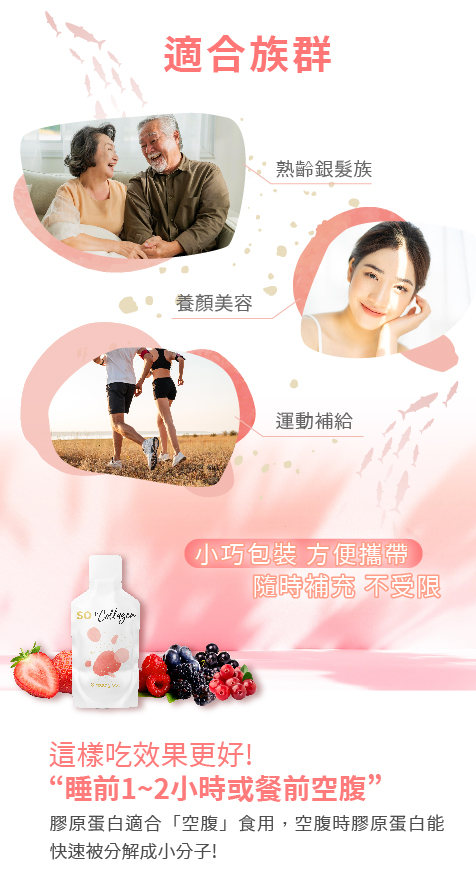 適合族群
熟齡銀髮族
養顏美容
運動補給
小巧包裝 方便攜帶
隨時補充 不受限
SO
Collagen
這樣吃效果更好!
“睡前1~2小時或餐前空腹”
膠原蛋白適合「空腹」食用，空腹時膠原蛋白能
快速被分解成小分子!